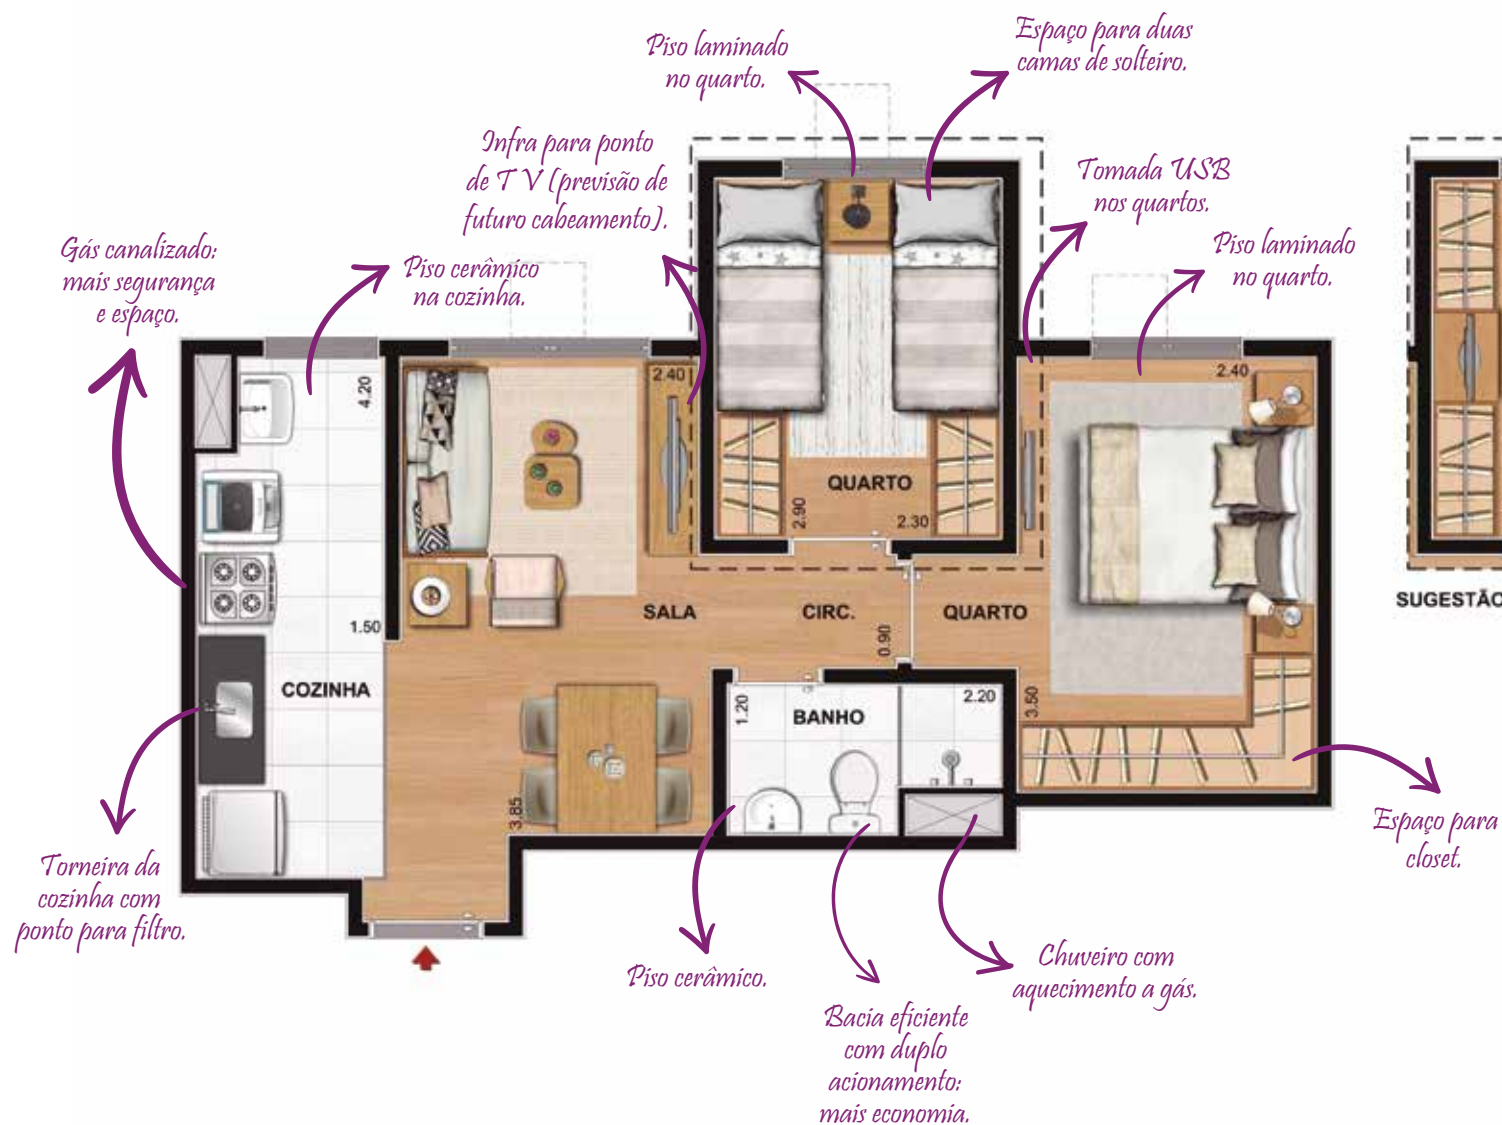 Espaço para duas
camas de solteiro.
Piso laminado
no quarto.
Infra para ponto
de TV (previsão de
futuro cabeamento).
Tomada USB
nos quartos.
Gás canalizado:
mais segurança
e espaço.
Piso cerâmico
na cozinha.
Piso laminado
no quarto.
4.20
2.40
2.40
QUARTO
2.90
2.30
1.50
SALA
CIRC.
QUARTO
0.90
SUGESTÃO
COZINHA
1.20
BANHO
2.20
3.50
3.85
Torneira da
cozinha com
ponto para filtro.
Espaço para
closet.
Piso cerâmico.
Chuveiro com
aquecimento a gás.
Bacia eficiente
com duplo
acionamento:
mais economia.